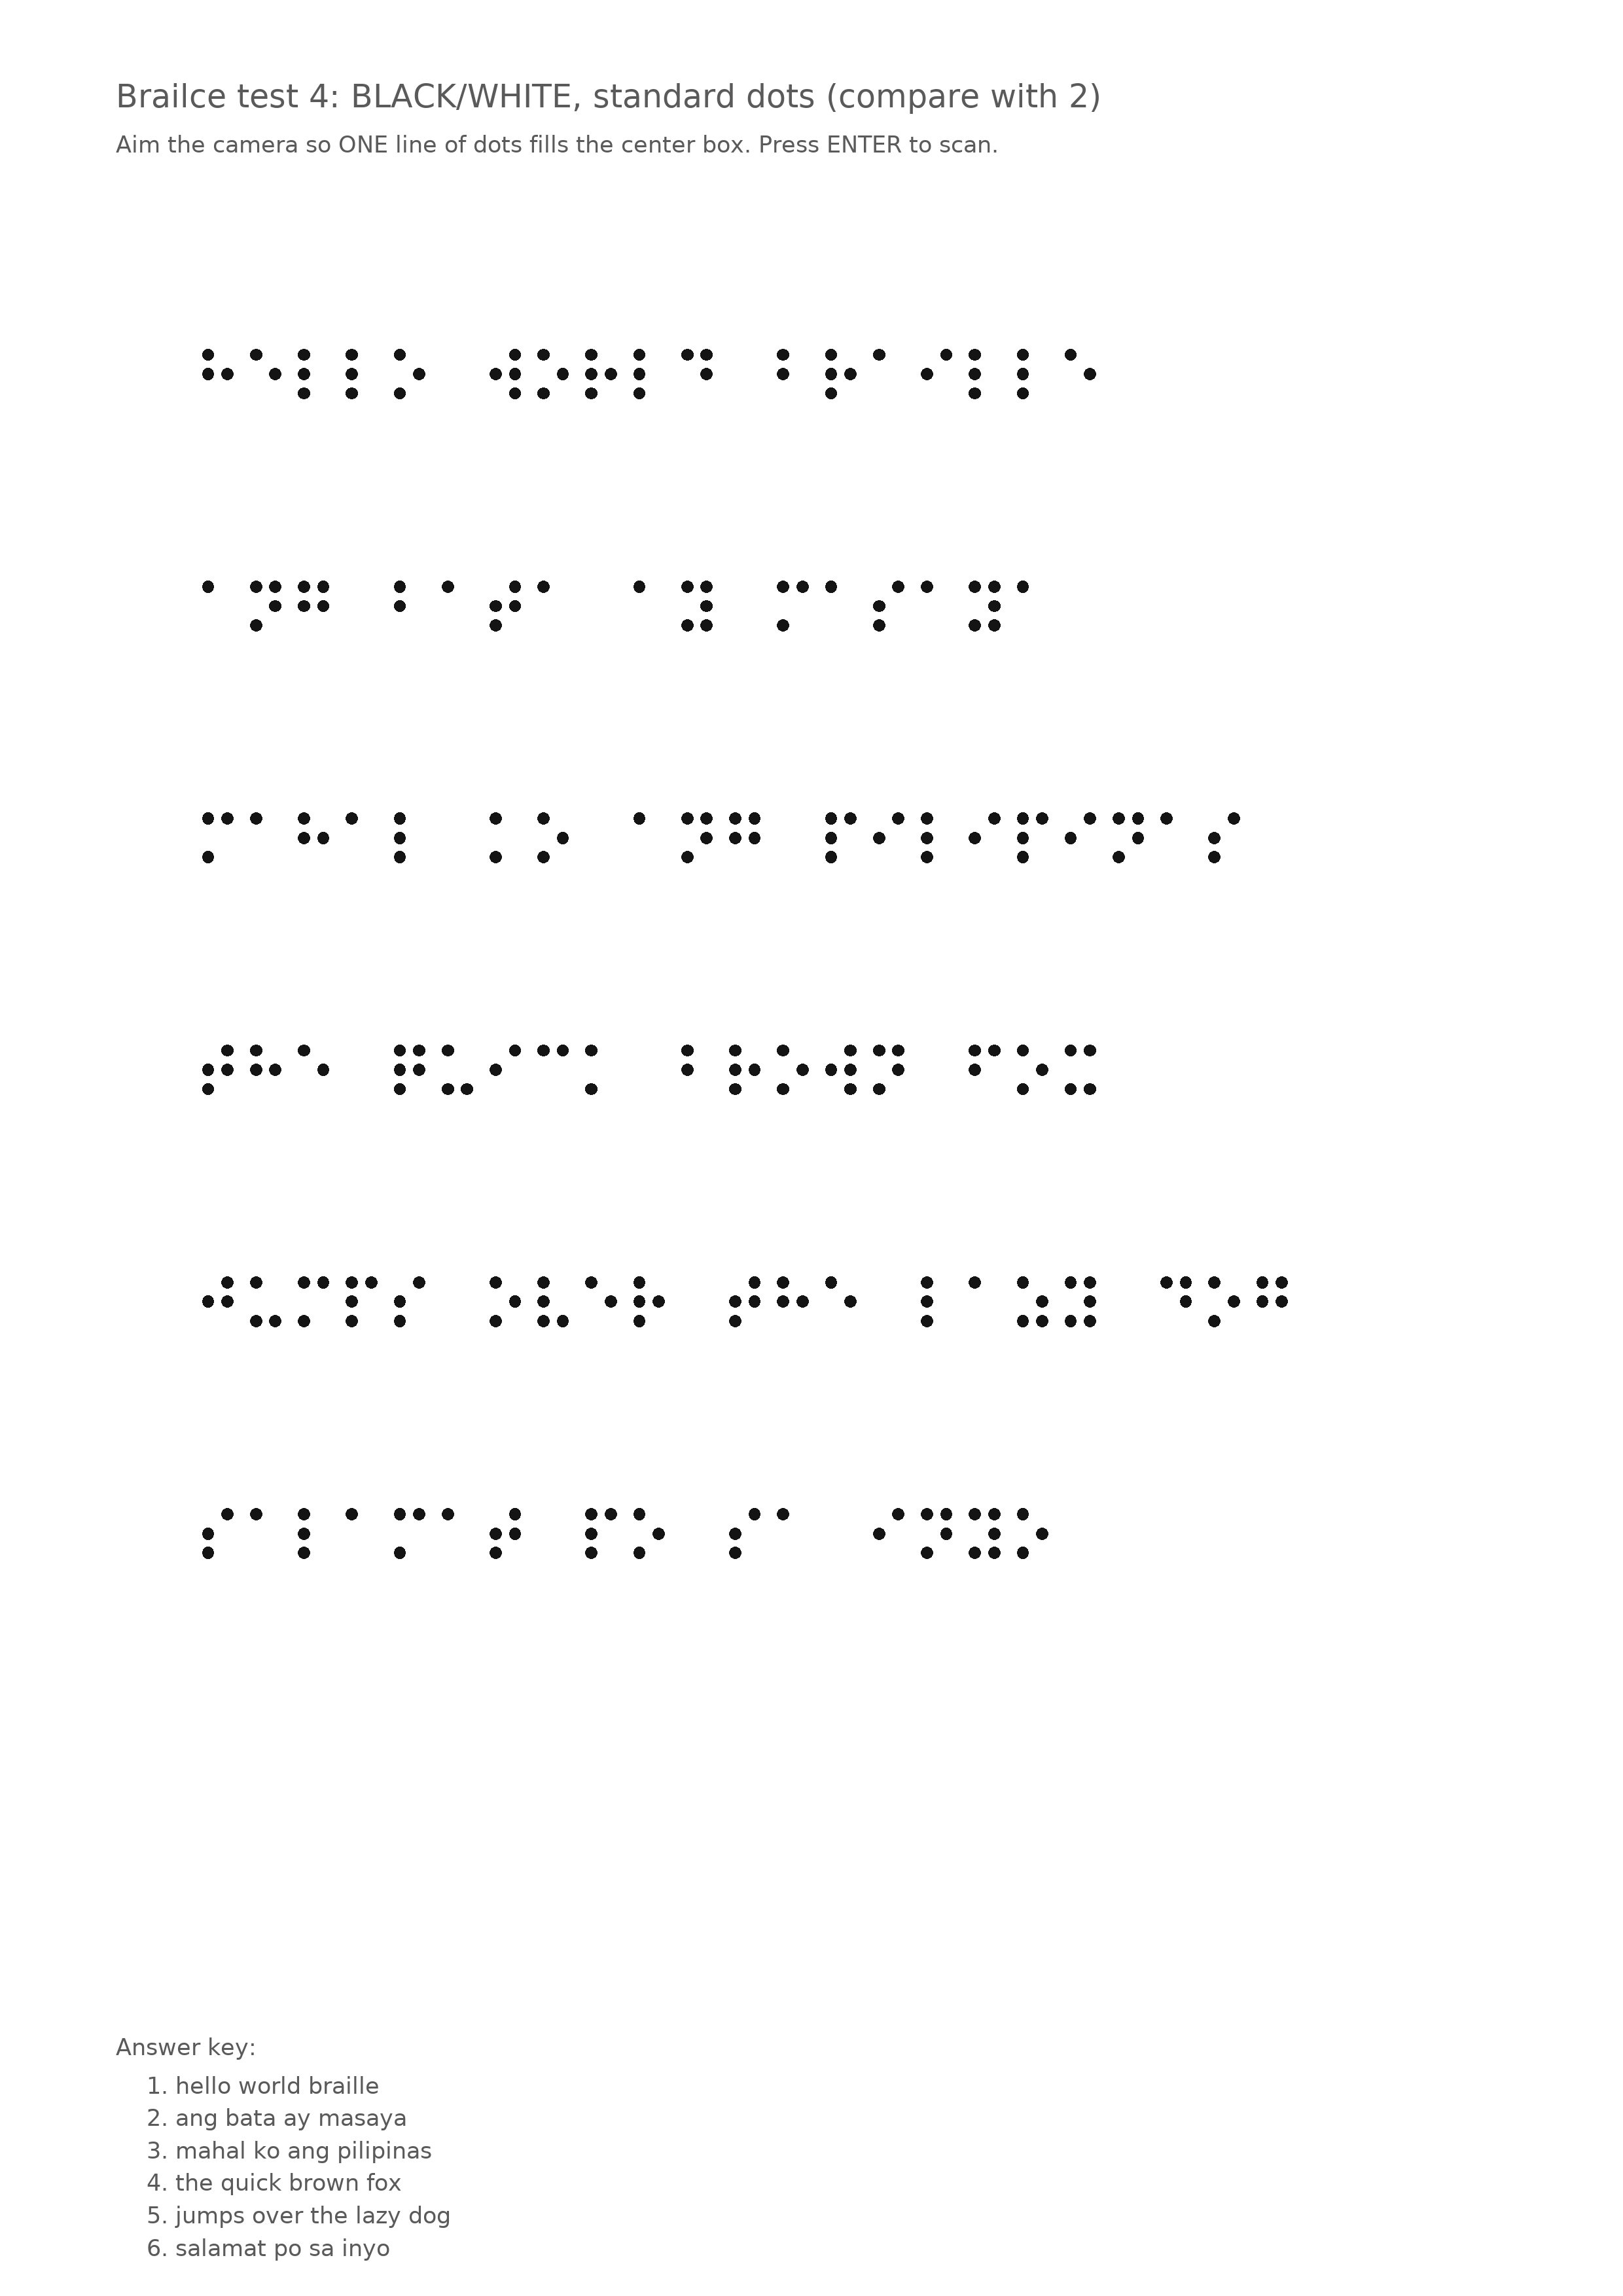 Brailce test 4: BLACK/WHITE, standard dots (compare with 2)
Aim the camera so ONE line of dots fills the center box. Press ENTER to scan.
⠓⠑⠇⠇⠕ ⠺⠕⠗⠇⠙ ⠃⠗⠁⠊⠇⠇⠑
⠁⠝⠛ ⠃⠁⠞⠁ ⠁⠽ ⠍⠁⠎⠁⠽⠁
⠍⠁⠓⠁⠇ ⠅⠕ ⠁⠝⠛ ⠏⠊⠇⠊⠏⠊⠝⠁⠎
⠞⠓⠑ ⠟⠥⠊⠉⠅ ⠃⠗⠕⠺⠝ ⠋⠕⠭
⠚⠥⠍⠏⠎ ⠕⠧⠑⠗ ⠞⠓⠑ ⠇⠁⠵⠽ ⠙⠕⠛
⠎⠁⠇⠁⠍⠁⠞ ⠏⠕ ⠎⠁ ⠊⠝⠽⠕
Answer key:
1. hello world braille
2. ang bata ay masaya
3. mahal ko ang pilipinas
4. the quick brown fox
5. jumps over the lazy dog
6. salamat po sa inyo